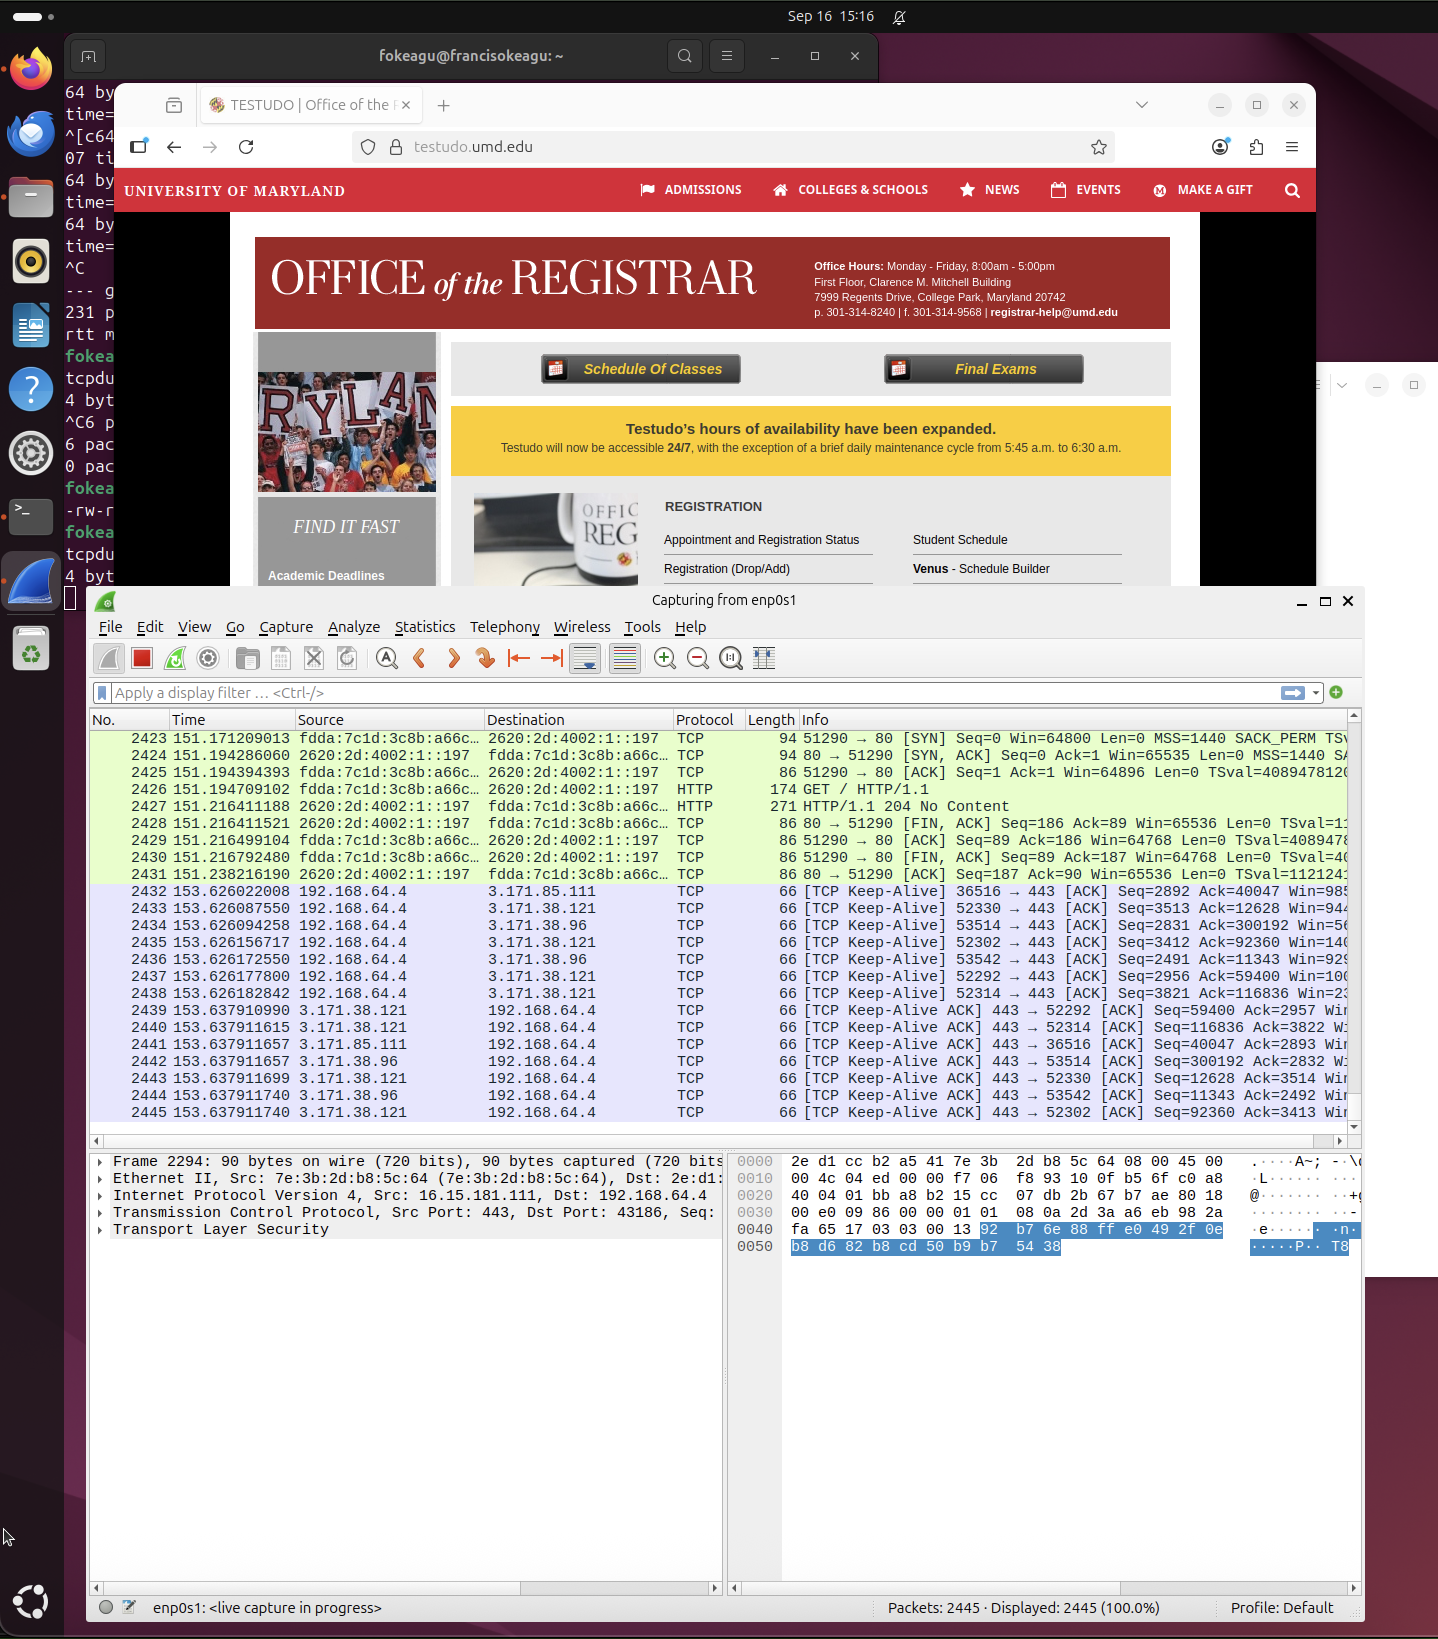 Sep 16 15:16
fokeagu@francisokeagu: ~
64 by
time=
^[c64
07 ti
64 by
time=
64 by
time=
^C
--- g
231 p
rtt m
fokea
tcpdu
4 byt
^C6 p
6 pac
0 pac
fokea
-rw-r
fokea
tcpdu
4 byt
TESTUDO | Office of the
testudo.umd.edu
UNIVERSITY OF MARYLAND
ADMISSIONS
COLLEGES & SCHOOLS
NEWS
EVENTS
MAKE A GIFT
OFFICE of the REGISTRAR
Office Hours: Monday - Friday, 8:00am - 5:00pm
First Floor, Clarence M. Mitchell Building
7999 Regents Drive, College Park, Maryland 20742
p. 301-314-8240 | f. 301-314-9568 | registrar-help@umd.edu
RYLAN
Schedule Of Classes
Final Exams
Testudo's hours of availability have been expanded.
Testudo will now be accessible 24/7, with the exception of a brief daily maintenance cycle from 5:45 a.m. to 6:30 a.m.
FIND IT FAST
Academic Deadlines
OFFIC
REG
REGISTRATION
Appointment and Registration Status
Student Schedule
Registration (Drop/Add)
Venus - Schedule Builder
Capturing from enp0s1
File Edit View Go Capture Analyze Statistics Telephony Wireless Tools Help
Apply a display filter … <Ctrl-/>
No. Time Source Destination Protocol Length Info
2423 151.171209013 fdda:7c1d:3c8b:a66c… 2620:2d:4002:1::197 TCP 94 51290 → 80 [SYN] Seq=0 Win=64800 Len=0 MSS=1440 SACK_PERM TSv
2424 151.194286060 2620:2d:4002:1::197 fdda:7c1d:3c8b:a66c… TCP 94 80 → 51290 [SYN, ACK] Seq=0 Ack=1 Win=65535 Len=0 MSS=1440 SA
2425 151.194394393 fdda:7c1d:3c8b:a66c… 2620:2d:4002:1::197 TCP 86 51290 → 80 [ACK] Seq=1 Ack=1 Win=64896 Len=0 TSval=4089478120
2426 151.194709102 fdda:7c1d:3c8b:a66c… 2620:2d:4002:1::197 HTTP 174 GET / HTTP/1.1
2427 151.216411188 2620:2d:4002:1::197 fdda:7c1d:3c8b:a66c… HTTP 271 HTTP/1.1 204 No Content
2428 151.216411521 2620:2d:4002:1::197 fdda:7c1d:3c8b:a66c… TCP 86 80 → 51290 [FIN, ACK] Seq=186 Ack=89 Win=65536 Len=0 TSval=11
2429 151.216499104 fdda:7c1d:3c8b:a66c… 2620:2d:4002:1::197 TCP 86 51290 → 80 [ACK] Seq=89 Ack=186 Win=64768 Len=0 TSval=4089478
2430 151.216792480 fdda:7c1d:3c8b:a66c… 2620:2d:4002:1::197 TCP 86 51290 → 80 [FIN, ACK] Seq=89 Ack=187 Win=64768 Len=0 TSval=40
2431 151.238216190 2620:2d:4002:1::197 fdda:7c1d:3c8b:a66c… TCP 86 80 → 51290 [ACK] Seq=187 Ack=90 Win=65536 Len=0 TSval=1121241
2432 153.626022008 192.168.64.4 3.171.85.111 TCP 66 [TCP Keep-Alive] 36516 → 443 [ACK] Seq=2892 Ack=40047 Win=985
2433 153.626087550 192.168.64.4 3.171.38.121 TCP 66 [TCP Keep-Alive] 52330 → 443 [ACK] Seq=3513 Ack=12628 Win=944
2434 153.626094258 192.168.64.4 3.171.38.96 TCP 66 [TCP Keep-Alive] 53514 → 443 [ACK] Seq=2831 Ack=300192 Win=56
2435 153.626156717 192.168.64.4 3.171.38.121 TCP 66 [TCP Keep-Alive] 52302 → 443 [ACK] Seq=3412 Ack=92360 Win=140
2436 153.626172550 192.168.64.4 3.171.38.96 TCP 66 [TCP Keep-Alive] 53542 → 443 [ACK] Seq=2491 Ack=11343 Win=929
2437 153.626177800 192.168.64.4 3.171.38.121 TCP 66 [TCP Keep-Alive] 52292 → 443 [ACK] Seq=2956 Ack=59400 Win=100
2438 153.626182842 192.168.64.4 3.171.38.121 TCP 66 [TCP Keep-Alive] 52314 → 443 [ACK] Seq=3821 Ack=116836 Win=23
2439 153.637910990 3.171.38.121 192.168.64.4 TCP 66 [TCP Keep-Alive ACK] 443 → 52292 [ACK] Seq=59400 Ack=2957 Win
2440 153.637911615 3.171.38.121 192.168.64.4 TCP 66 [TCP Keep-Alive ACK] 443 → 52314 [ACK] Seq=116836 Ack=3822 Wi
2441 153.637911657 3.171.85.111 192.168.64.4 TCP 66 [TCP Keep-Alive ACK] 443 → 36516 [ACK] Seq=40047 Ack=2893 Win
2442 153.637911657 3.171.38.96 192.168.64.4 TCP 66 [TCP Keep-Alive ACK] 443 → 53514 [ACK] Seq=300192 Ack=2832 Wi
2443 153.637911699 3.171.38.121 192.168.64.4 TCP 66 [TCP Keep-Alive ACK] 443 → 52330 [ACK] Seq=12628 Ack=3514 Win
2444 153.637911740 3.171.38.96 192.168.64.4 TCP 66 [TCP Keep-Alive ACK] 443 → 53542 [ACK] Seq=11343 Ack=2492 Win
2445 153.637911740 3.171.38.121 192.168.64.4 TCP 66 [TCP Keep-Alive ACK] 443 → 52302 [ACK] Seq=92360 Ack=3413 Win
Frame 2294: 90 bytes on wire (720 bits), 90 bytes captured (720 bits
Ethernet II, Src: 7e:3b:2d:b8:5c:64 (7e:3b:2d:b8:5c:64), Dst: 2e:d1:
Internet Protocol Version 4, Src: 16.15.181.111, Dst: 192.168.64.4
Transmission Control Protocol, Src Port: 443, Dst Port: 43186, Seq:
Transport Layer Security
0000 2e d1 cc b2 a5 41 7e 3b 2d b8 5c 64 08 00 45 00 .····A~; -·\d
0010 00 4c 04 ed 00 00 f7 06 f8 93 10 0f b5 6f c0 a8 ·L······ ·····
0020 40 04 01 bb a8 b2 15 cc 07 db 2b 67 b7 ae 80 18 @······· ··+g
0030 00 e0 09 86 00 00 01 01 08 0a 2d 3a a6 eb 98 2a ········ ··-
0040 fa 65 17 03 03 00 13 92 b7 6e 88 ff e0 49 2f 0e ·e······ ·n·
0050 b8 d6 82 b8 cd 50 b9 b7 54 38 ·····P·· T8
enp0s1: <live capture in progress>
Packets: 2445 · Displayed: 2445 (100.0%)
Profile: Default